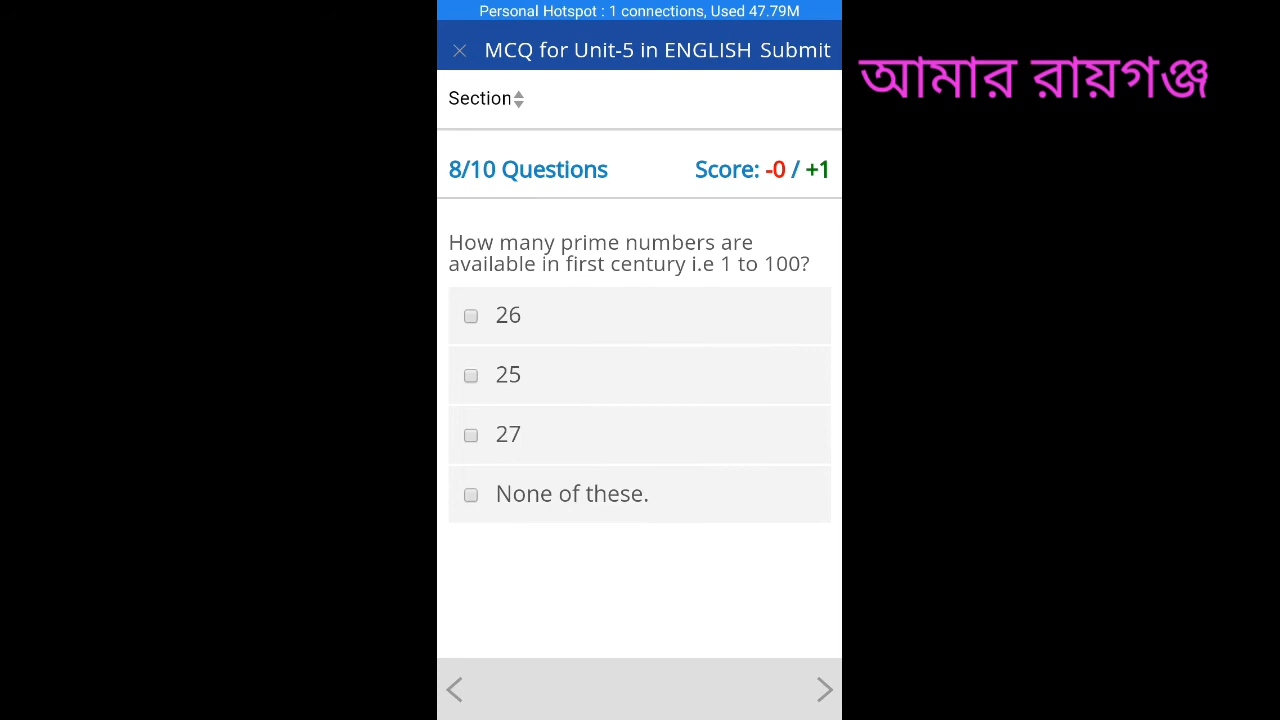 Personal Hotspot : 1 connections, Used 47.79M
MCQ for Unit-5 in ENGLISH Submit
আমার রায়গঞ্জ
Section
8/10 Questions Score: -0 / +1
How many prime numbers are
available in first century i.e 1 to 100?
26
25
27
None of these.